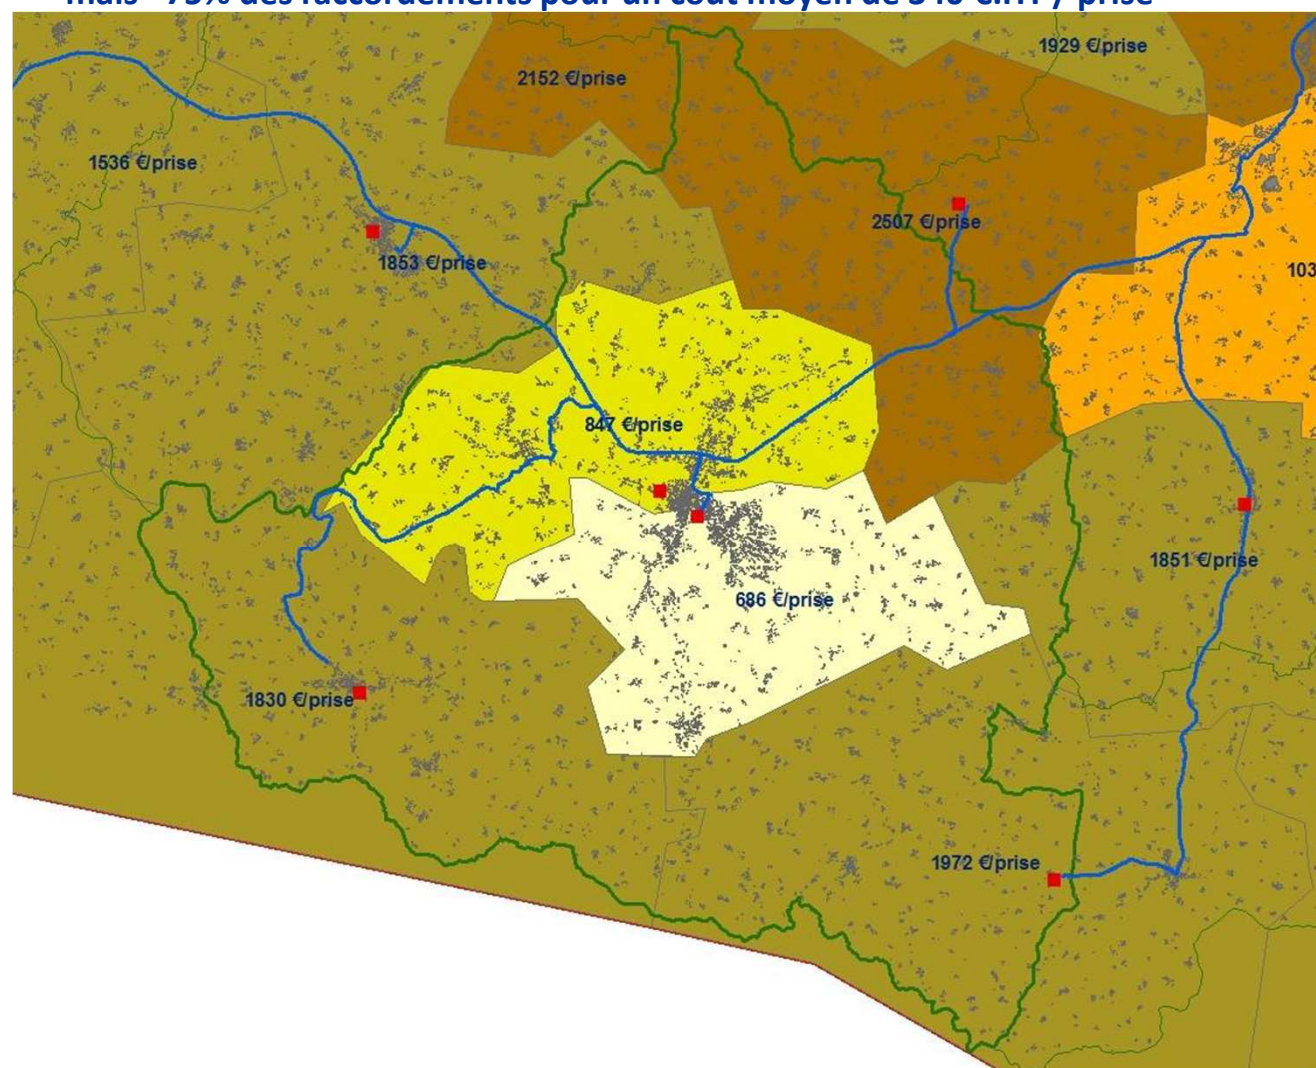 1929 €/prise
2152 €/prise
1536 €/prise
2507 €/prise
1853 €/prise
103
847 €/prise
1851 €/prise
686 €/prise
1830 €/prise
1972 €/prise